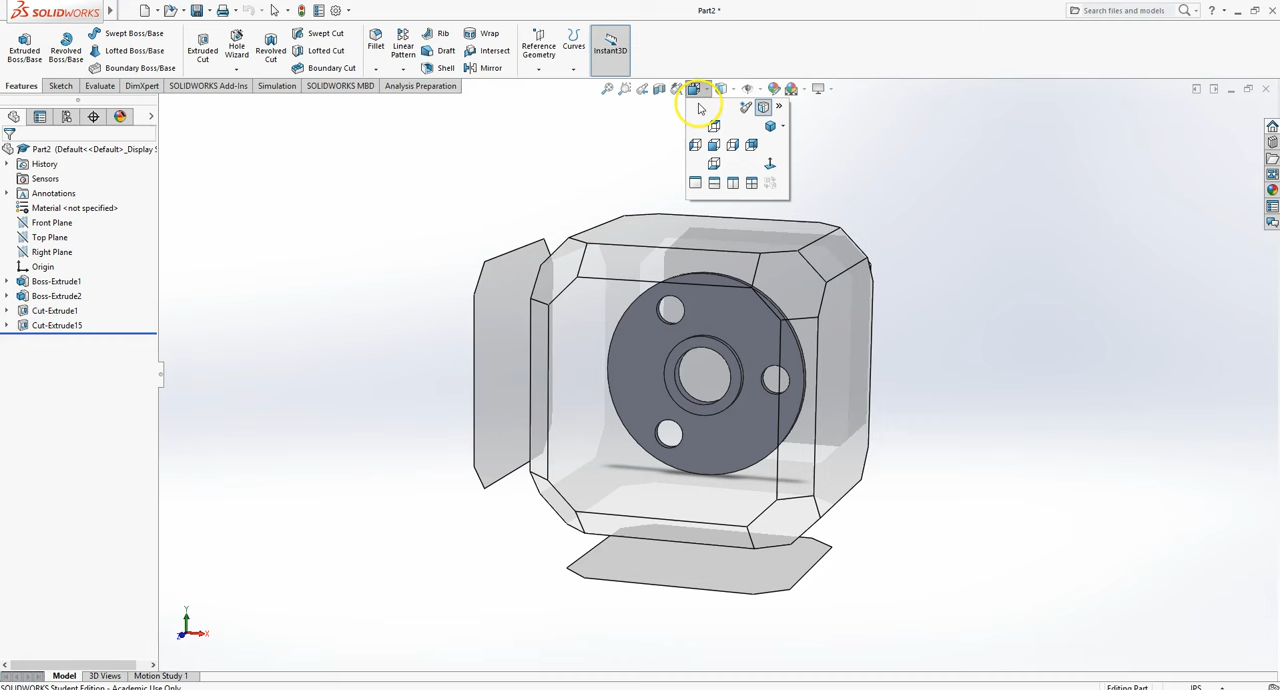 SOLIDWORKS
Part2 *
Search files and models
?
Extruded Boss/Base
Revolved Boss/Base
Swept Boss/Base
Lofted Boss/Base
Boundary Boss/Base
Extruded Cut
Hole Wizard
Revolved Cut
Swept Cut
Lofted Cut
Boundary Cut
Fillet
Linear Pattern
Rib
Draft
Shell
Wrap
Intersect
Mirror
Reference Geometry
Curves
Instant3D
Features
Sketch
Evaluate
DimXpert
SOLIDWORKS Add-Ins
Simulation
SOLIDWORKS MBD
Analysis Preparation
Part2 (Default<<Default>_Display S
History
Sensors
Annotations
Material <not specified>
Front Plane
Top Plane
Right Plane
Origin
Boss-Extrude1
Boss-Extrude2
Cut-Extrude1
Cut-Extrude15
Y
X
Z
Model
3D Views
Motion Study 1
SOLIDWORKS Student Edition - Academic Use Only
Editing Part
IPS